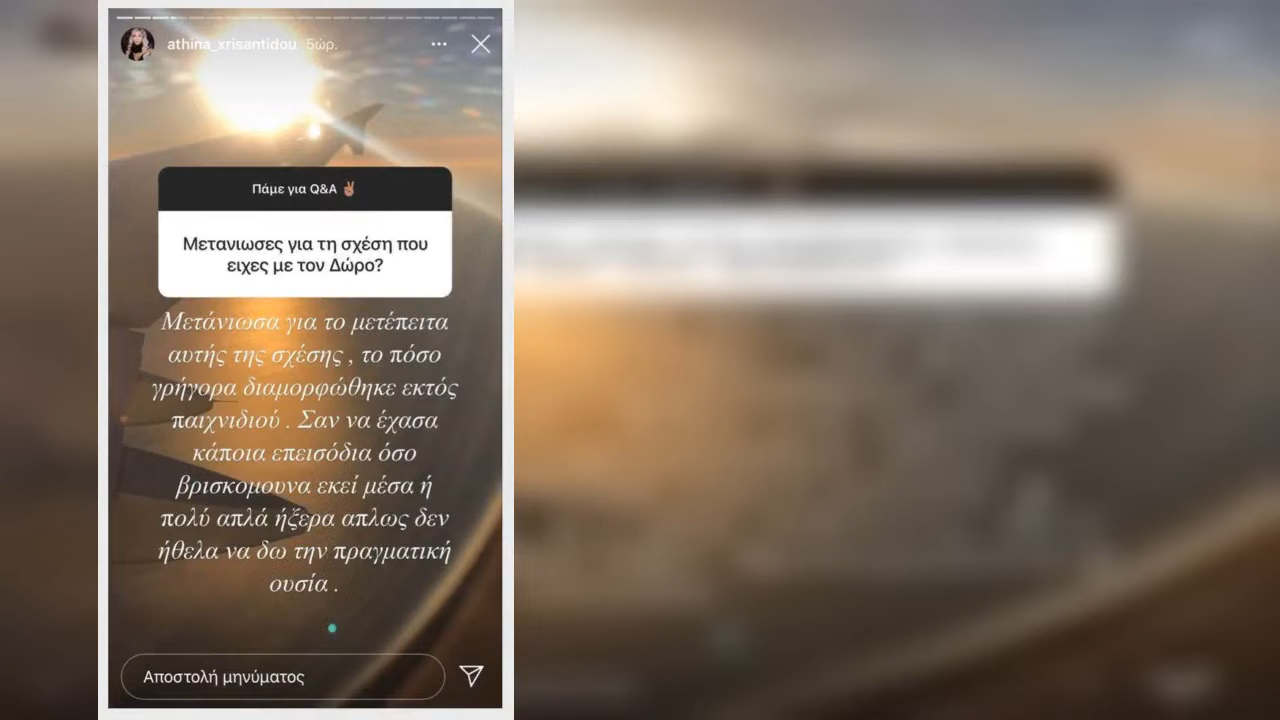 athina_xrisantidou 5ώρ.
Πάμε για Q&A ✌🏽
Μετανιωσες για τη σχέση που
ειχες με τον Δώρο?
Μετάνιωσα για το μετέπειτα
αυτής της σχέσης , το πόσο
γρήγορα διαμορφώθηκε εκτός
παιχνιδιού . Σαν να έχασα
κάποια επεισόδια όσο
βρισκομουνα εκεί μέσα ή
πολύ απλά ήξερα απλως δεν
ήθελα να δω την πραγματική
ουσία .
Αποστολή μηνύματος